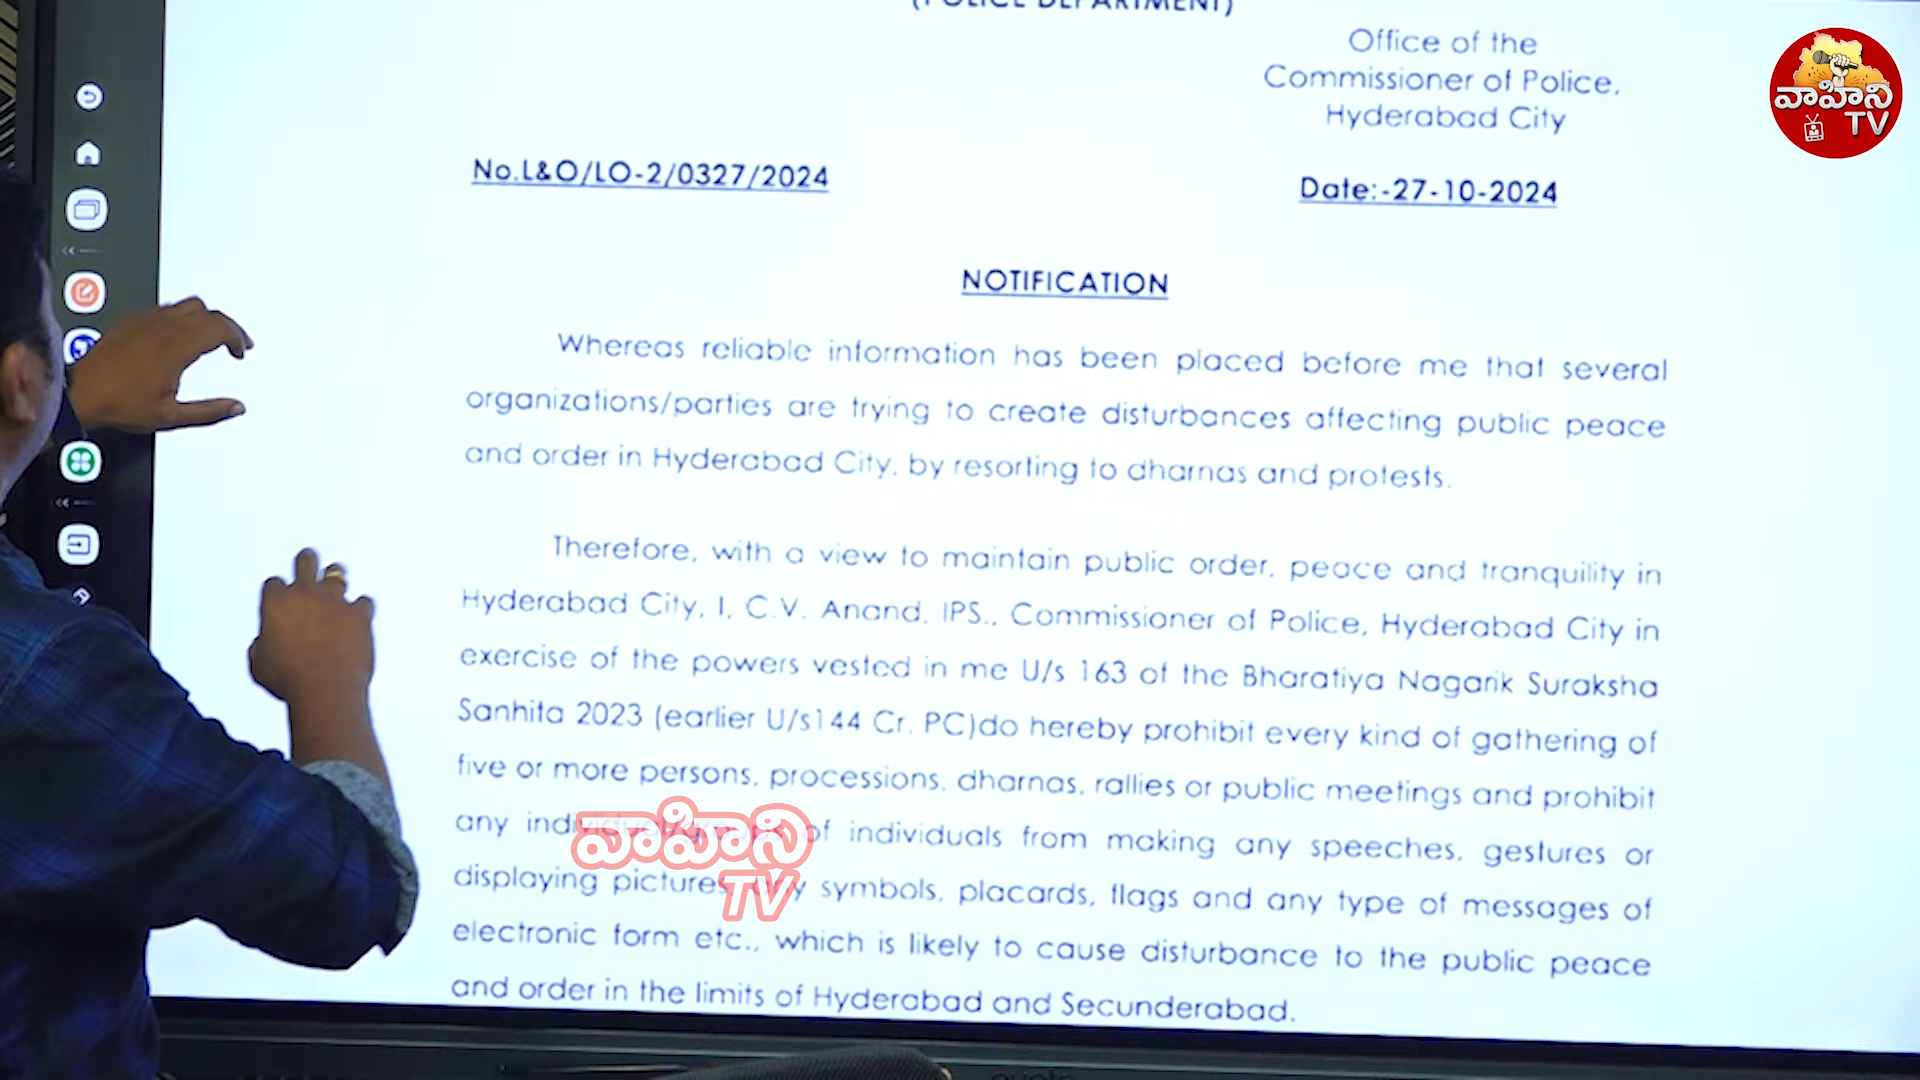 (POLICE DEPARTMENT)
Office of the
Commissioner of Police,
Hyderabad City
వాహిని
TV
No.L&O/LO-2/0327/2024
Date:-27-10-2024
NOTIFICATION
Whereas reliable information has been placed before me that several
organizations/parties are trying to create disturbances affecting public peace
and order in Hyderabad City, by resorting to dharnas and protests.
Therefore, with a view to maintain public order, peace and tranquility in
Hyderabad City, I, C.V. Anand, IPS., Commissioner of Police, Hyderabad City in
exercise of the powers vested in me U/s 163 of the Bharatiya Nagarik Suraksha
Sanhita 2023 (earlier U/s144 Cr. PC)do hereby prohibit every kind of gathering of
five or more persons, processions, dharnas, rallies or public meetings and prohibit
any individual/groups of individuals from making any speeches, gestures or
displaying pictures, any symbols, placards, flags and any type of messages of
electronic form etc., which is likely to cause disturbance to the public peace
and order in the limits of Hyderabad and Secunderabad.
వాహిని
TV